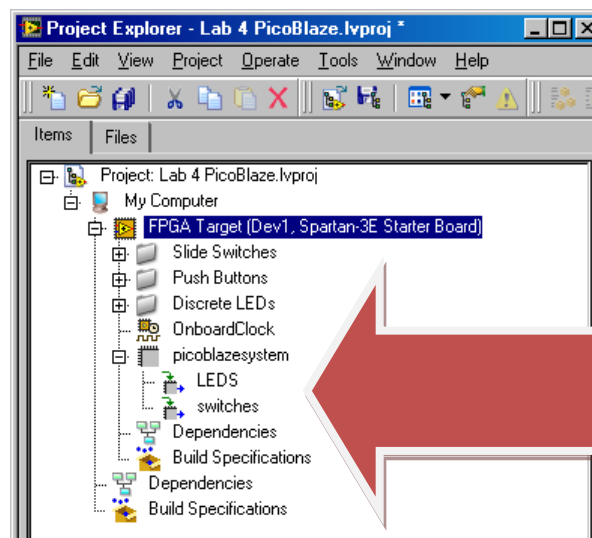 Project Explorer - Lab 4 PicoBlaze.lvproj *
File Edit View Project Operate Tools Window Help
Items Files
Project: Lab 4 PicoBlaze.lvproj
My Computer
FPGA Target (Dev1, Spartan-3E Starter Board)
Slide Switches
Push Buttons
Discrete LEDs
OnboardClock
picoblazesystem
LEDS
switches
Dependencies
Build Specifications
Dependencies
Build Specifications